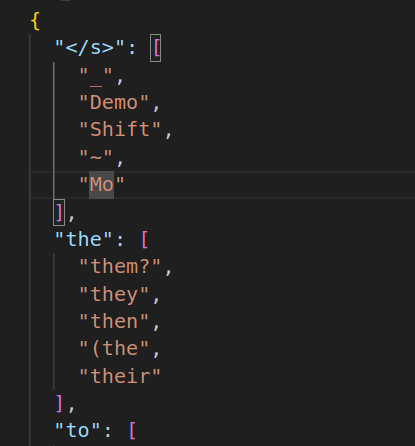 {
"</s>": [
"_",
"Demo",
"Shift",
"~",
"Mo"
],
"the": [
"them?",
"they",
"then",
"(the",
"their"
],
"to": [